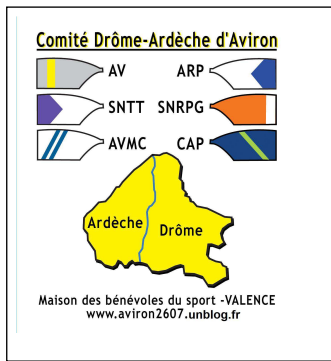 Comité Drôme-Ardèche d'Aviron
AV ARP
SNTT SNRPG
AVMC CAP
Ardèche Drôme
Maison des bénévoles du sport -VALENCE
www.aviron2607.unblog.fr